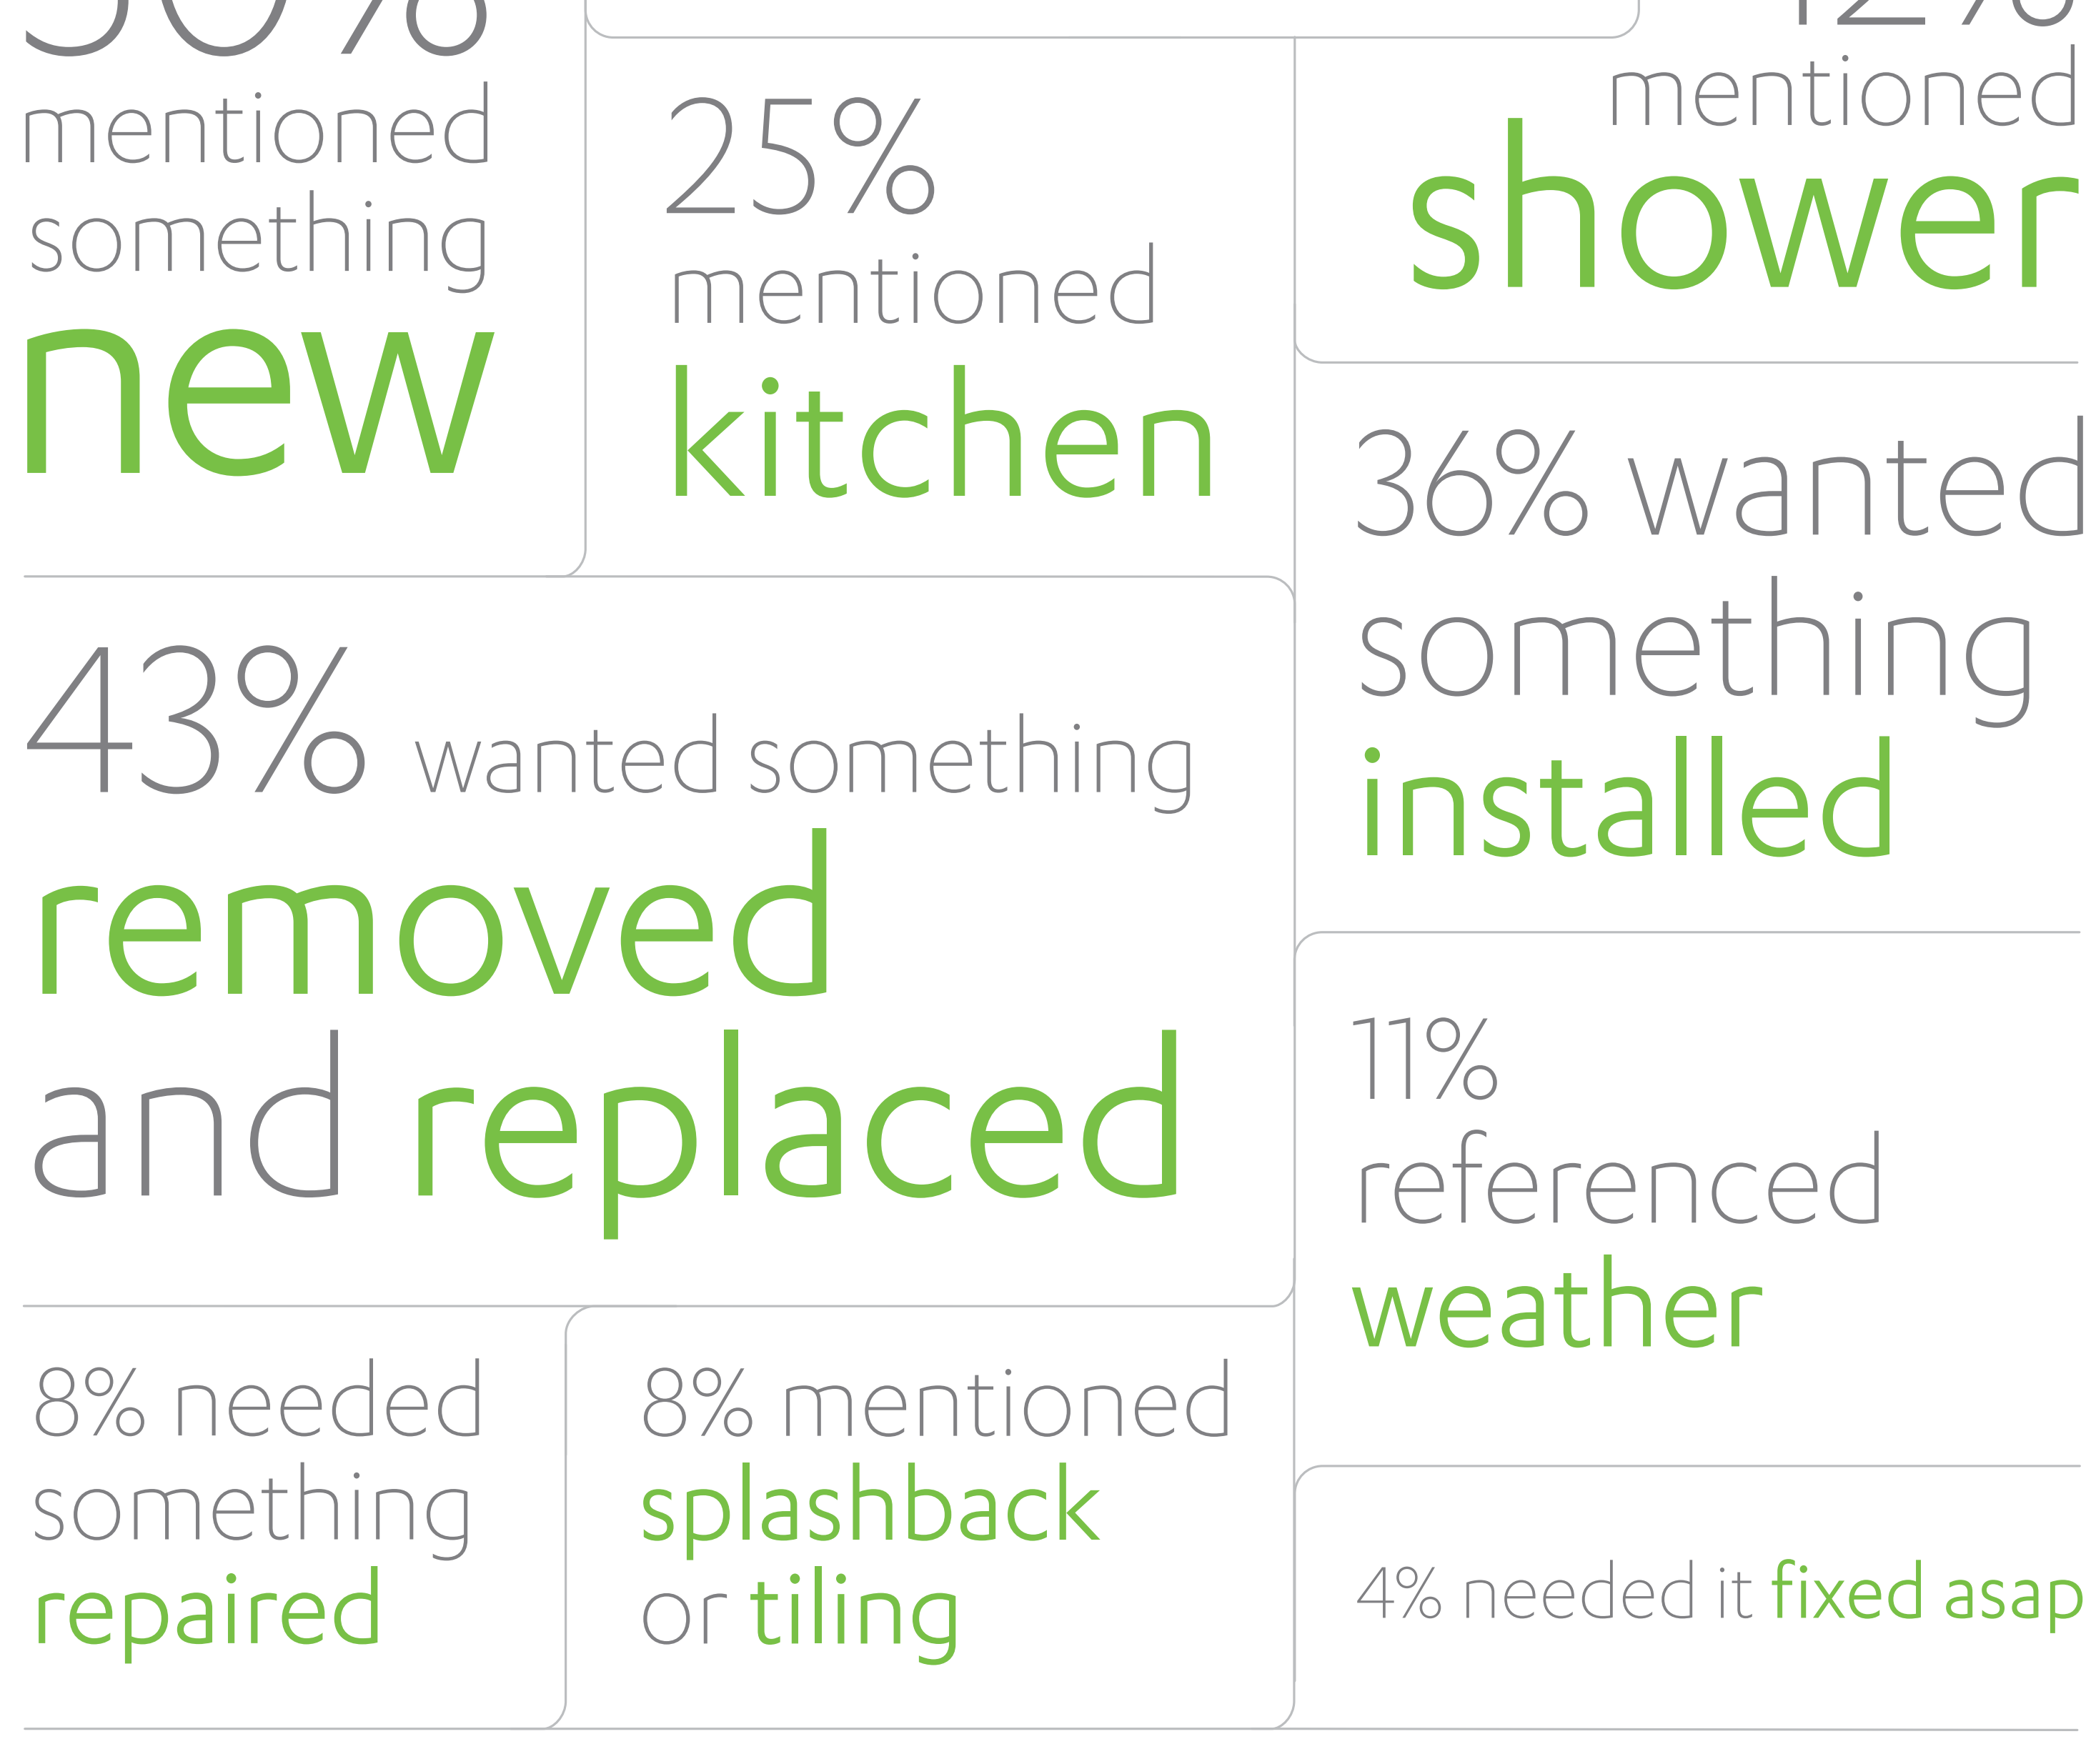 mentioned
something
new
25%
mentioned
kitchen
mentioned
shower
36% wanted
something
installed
43% wanted something
removed
and replaced
11%
referenced
weather
8% needed
something
repaired
8% mentioned
splashback
or tiling
4% needed it fixed asap